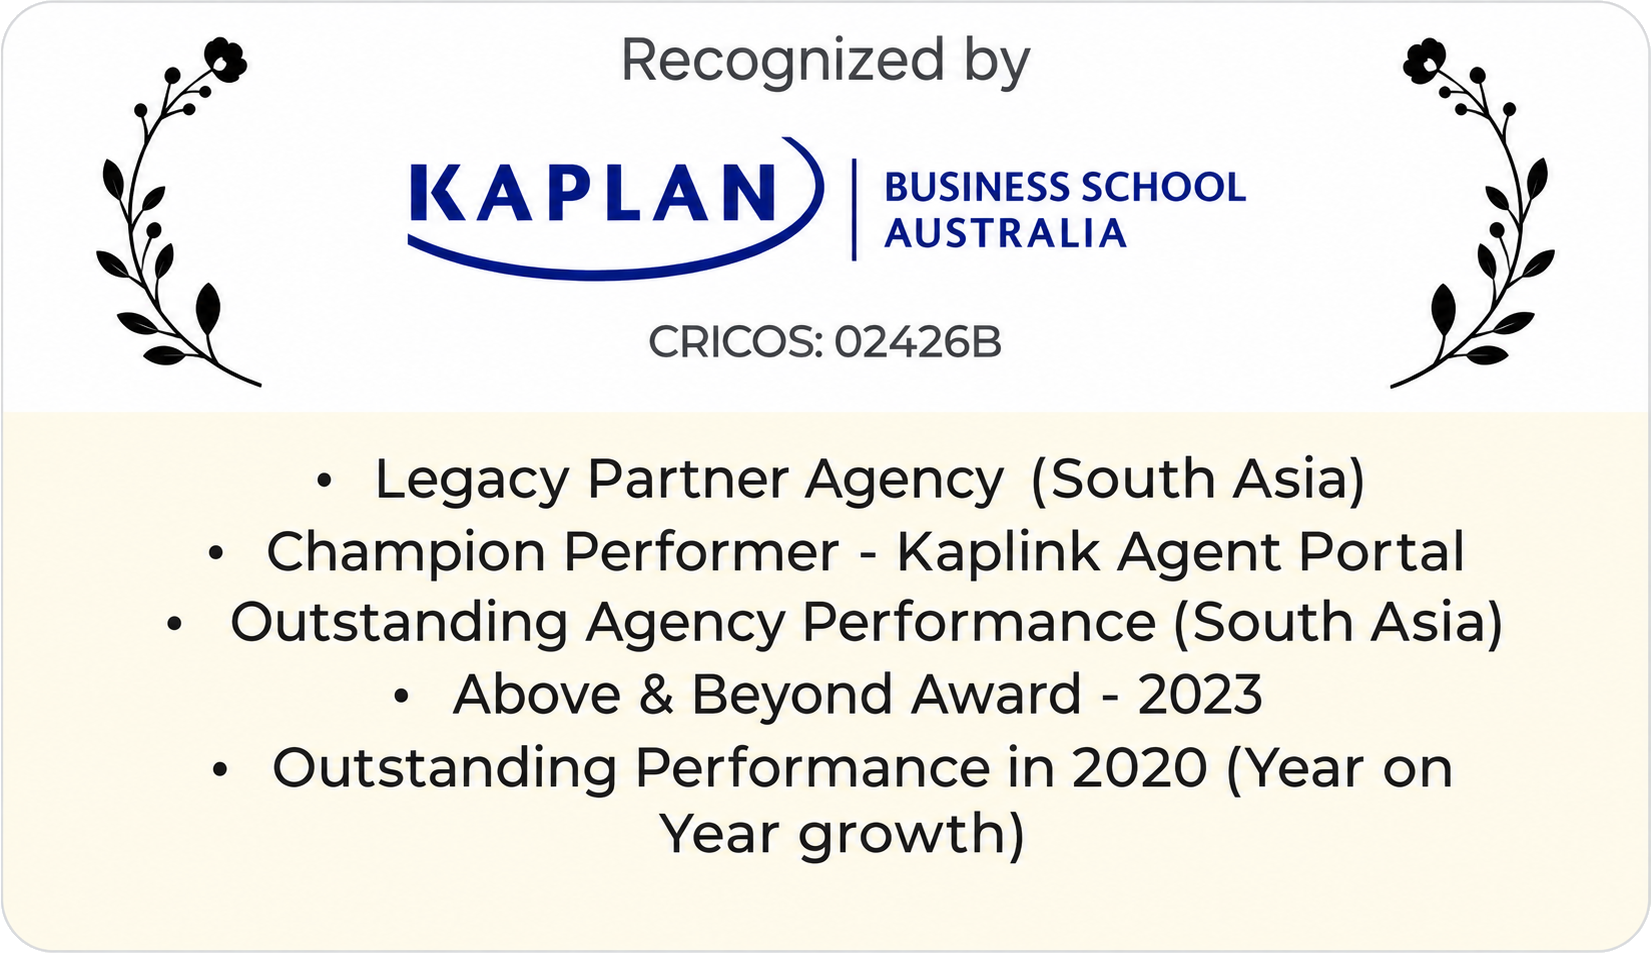 Recognized by
KAPLAN
BUSINESS SCHOOL
AUSTRALIA
CRICOS: 02426B
• Legacy Partner Agency (South Asia)
• Champion Performer - Kaplink Agent Portal
• Outstanding Agency Performance (South Asia)
• Above & Beyond Award - 2023
• Outstanding Performance in 2020 (Year on
Year growth)